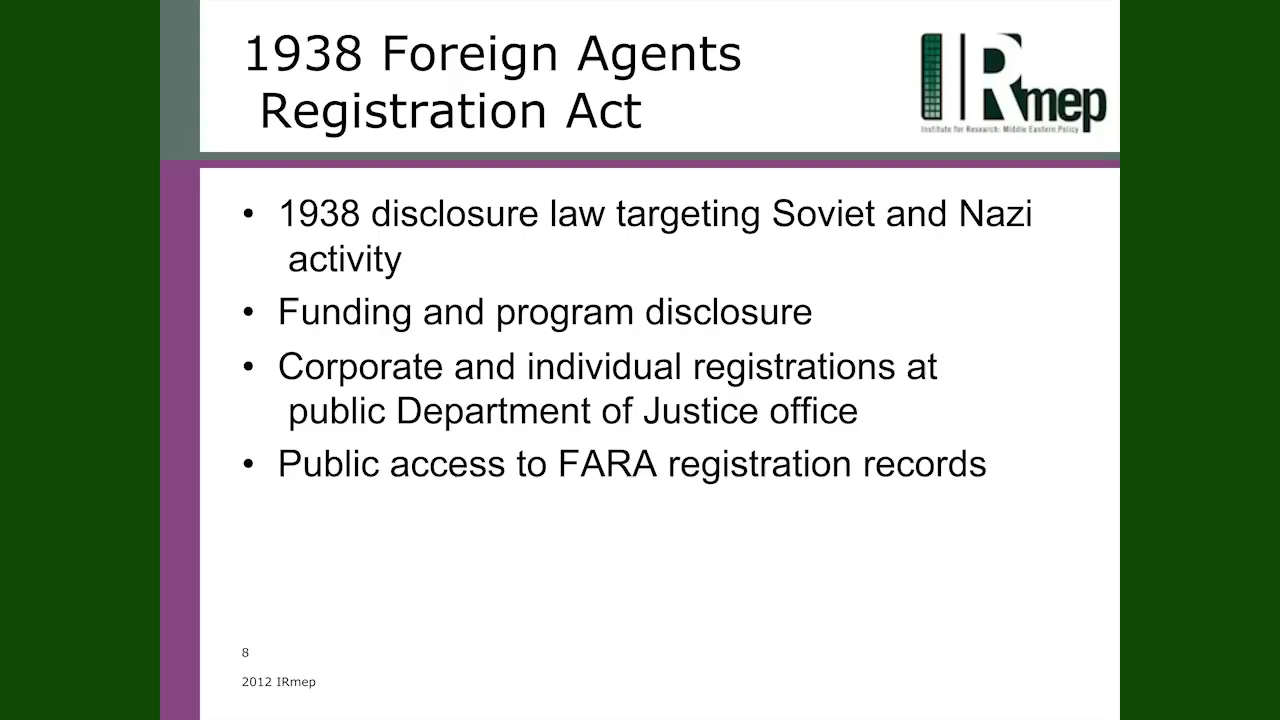 1938 Foreign Agents
Registration Act
IRmep
Institute for Research: Middle Eastern Policy
• 1938 disclosure law targeting Soviet and Nazi
activity
• Funding and program disclosure
• Corporate and individual registrations at
public Department of Justice office
• Public access to FARA registration records
8
2012 IRmep